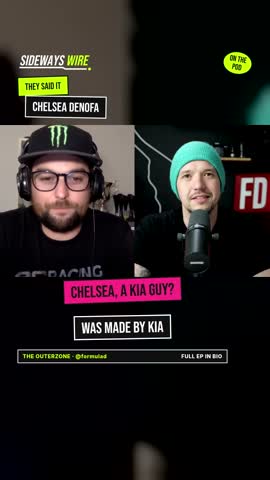 SIDEWAYS WIRE.
ON THE POD
THEY SAID IT
CHELSEA DENOFA
RACING
FD
CHELSEA, A KIA GUY?
WAS MADE BY KIA
THE OUTERZONE - @formulad
FULL EP IN BIO